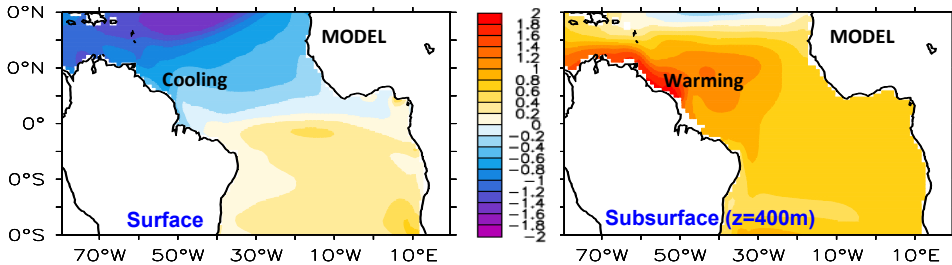 MODEL
Cooling
Surface
0°N
0°N
0°
0°S
0°S
70°W
50°W
30°W
10°W
10°E
2
1.8
1.6
1.4
1.2
1
0.8
0.6
0.4
0.2
0
−0.2
−0.4
−0.6
−0.8
−1
−1.2
−1.4
−1.6
−1.8
−2
MODEL
Warming
Subsurface (z=400m)
70°W
50°W
30°W
10°W
10°E